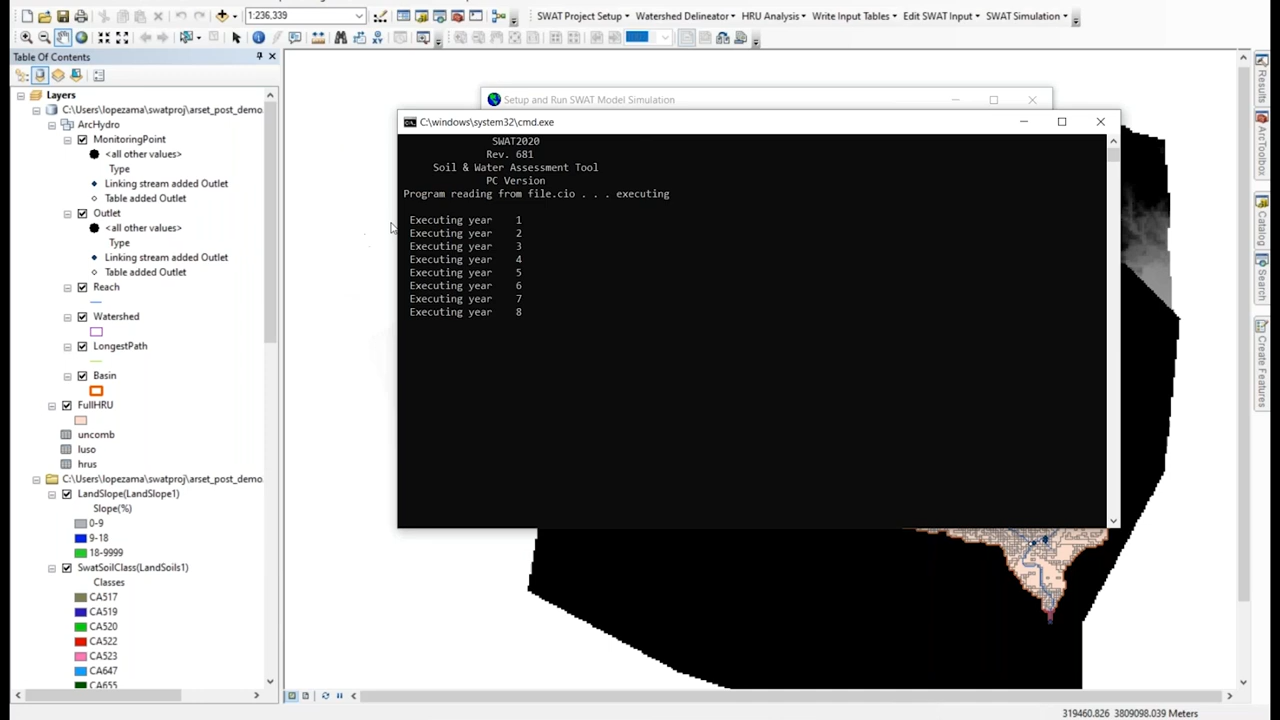 1:236,339
SWAT Project Setup
Watershed Delineator
HRU Analysis
Write Input Tables
Edit SWAT Input
SWAT Simulation
Table Of Contents
Layers
C:\Users\lopezama\swatproj\arset_post_demo
ArcHydro
MonitoringPoint
<all other values>
Type
Linking stream added Outlet
Table added Outlet
Outlet
<all other values>
Type
Linking stream added Outlet
Table added Outlet
Reach
Watershed
LongestPath
Basin
FullHRU
uncomb
luso
hrus
C:\Users\lopezama\swatproj\arset_post_demo
LandSlope(LandSlope1)
Slope(%)
0-9
9-18
18-9999
SwatSoilClass(LandSoils1)
Classes
CA517
CA519
CA520
CA522
CA523
CA647
CA655
Setup and Run SWAT Model Simulation
C:\windows\system32\cmd.exe
SWAT2020
Rev. 681
Soil & Water Assessment Tool
PC Version
Program reading from file.cio . . . executing
Executing year 1
Executing year 2
Executing year 3
Executing year 4
Executing year 5
Executing year 6
Executing year 7
Executing year 8
Results
ArcToolbox
Catalog
Search
Create Features
319460.826 3809098.039 Meters